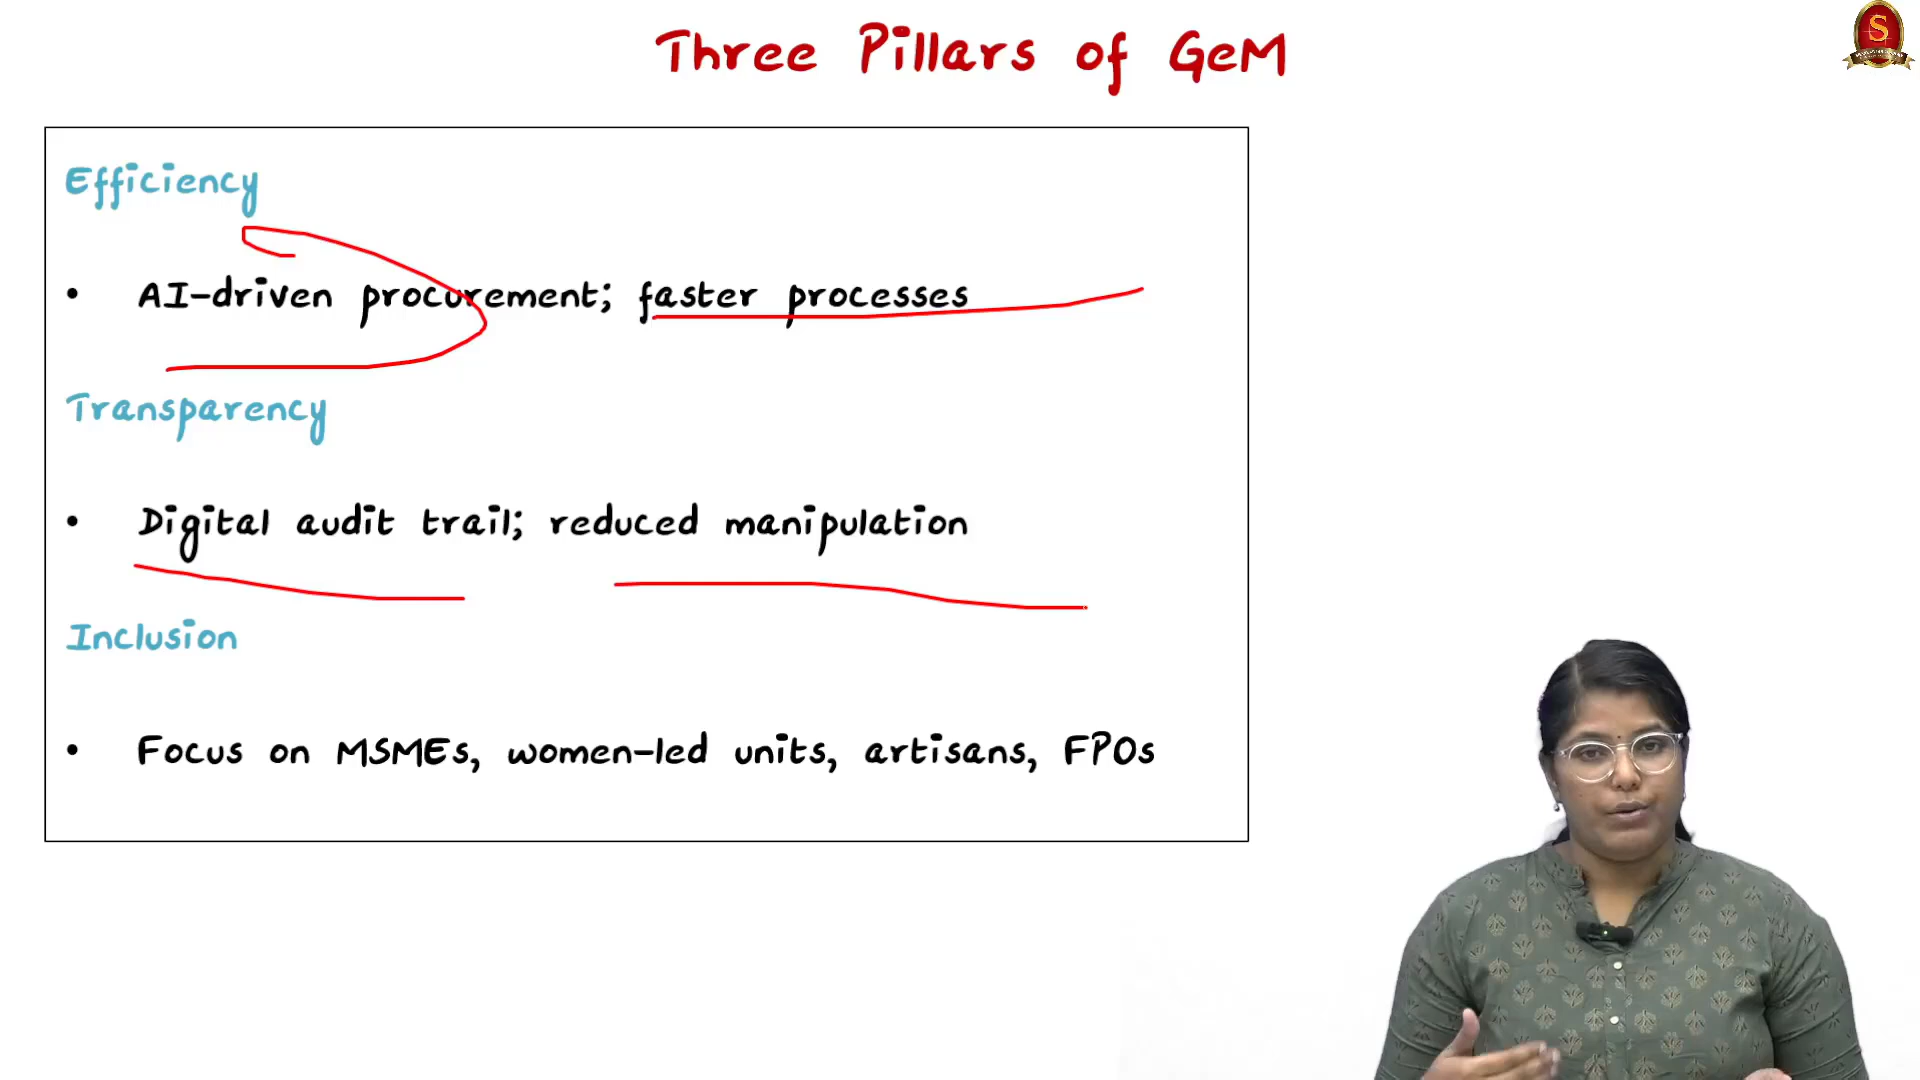 Three Pillars of GeM
Efficiency
• AI-driven procurement; faster processes
Transparency
• Digital audit trail; reduced manipulation
Inclusion
• Focus on MSMEs, women-led units, artisans, FPOs
S